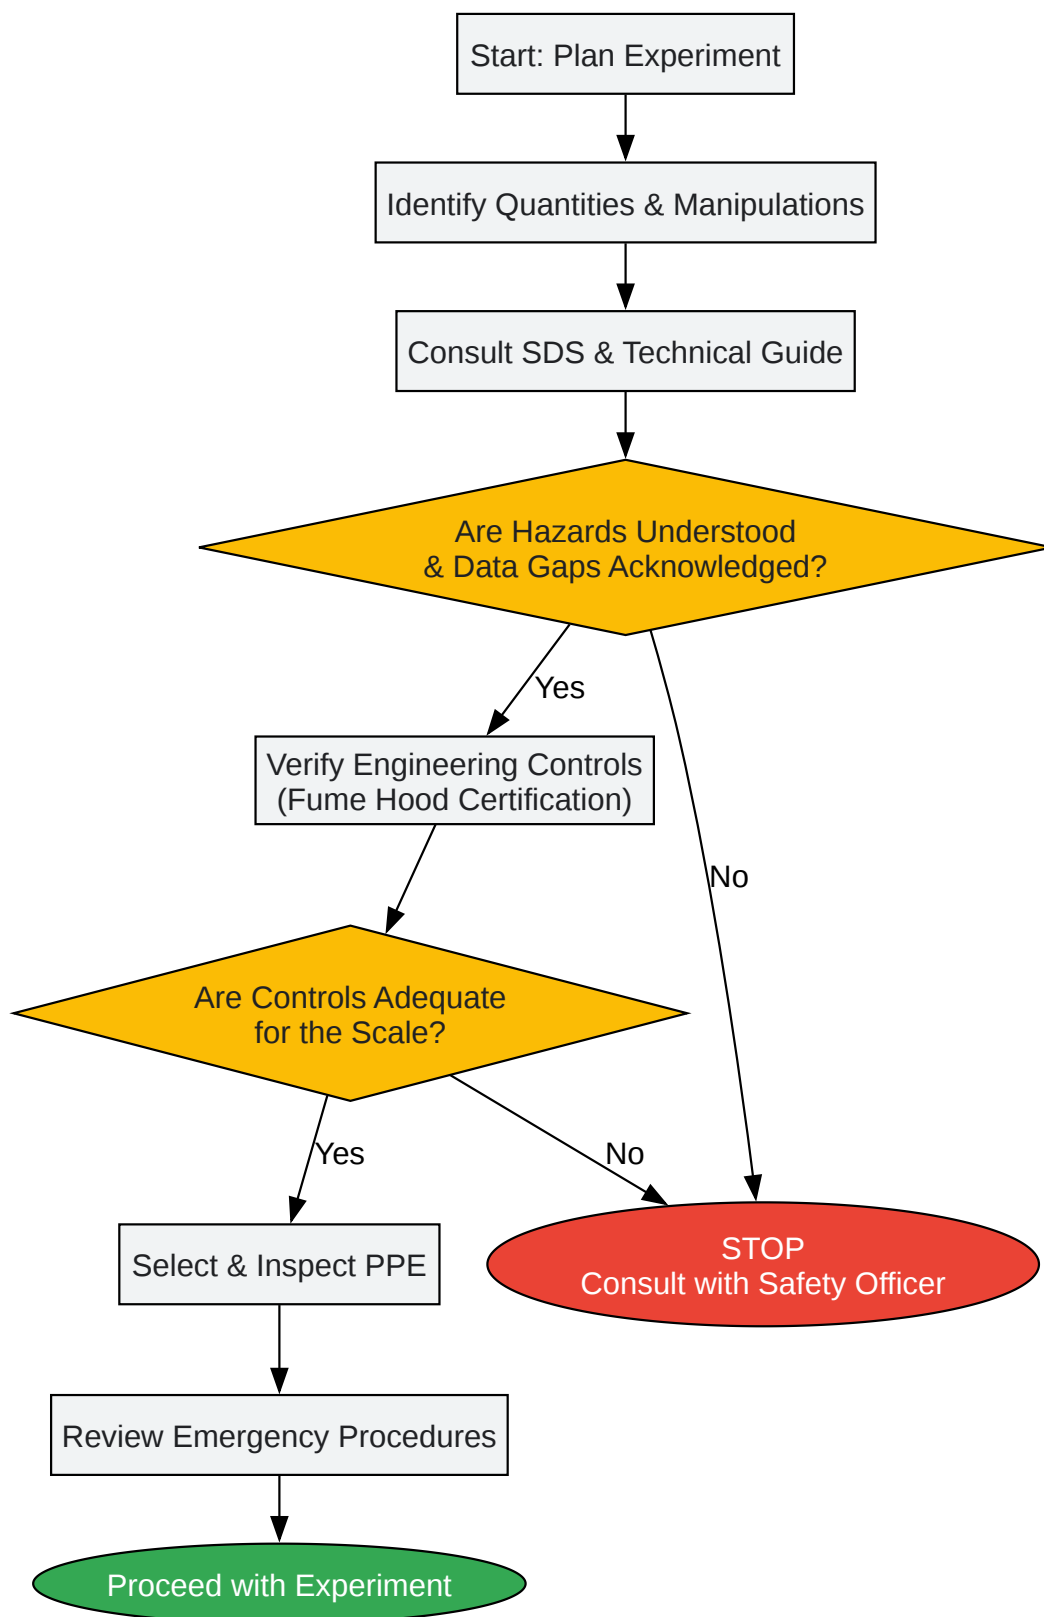 Start: Plan Experiment
Identify Quantities & Manipulations
Consult SDS & Technical Guide
Are Hazards Understood
& Data Gaps Acknowledged?
Yes
Verify Engineering Controls
(Fume Hood Certification)
No
Are Controls Adequate
for the Scale?
Yes
No
Select & Inspect PPE
STOP
Consult with Safety Officer
Review Emergency Procedures
Proceed with Experiment